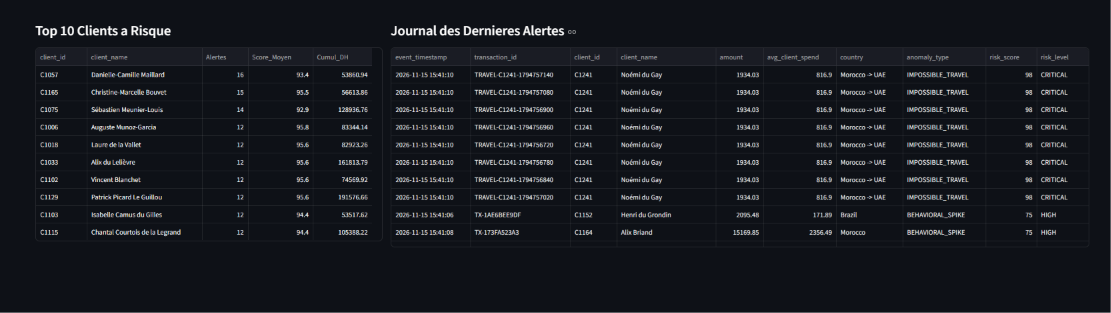 Top 10 Clients a Risque
client_id client_name Alertes Score_Moyen Cumul_DH
C1057 Danielle-Camille Maillard 16 93.4 53860.94
C1165 Christine-Marcelle Bouvet 15 95.5 56613.86
C1075 Sébastien Meunier-Louis 14 92.9 128936.76
C1006 Auguste Munoz-Garcia 12 95.8 83344.14
C1018 Laure de la Vallet 12 95.6 82923.26
C1033 Alix du Lelièvre 12 95.6 161813.79
C1102 Vincent Blanchet 12 95.6 74569.92
C1129 Patrick Picard Le Guillou 12 95.6 191576.66
C1103 Isabelle Camus du Gilles 12 94.4 53517.62
C1115 Chantal Courtois de la Legrand 12 94.4 105388.22
Journal des Dernieres Alertes
event_timestamp transaction_id client_id client_name amount avg_client_spend country anomaly_type risk_score risk_level
2026-11-15 15:41:10 TRAVEL-C1241-1794757140 C1241 Noémi du Gay 1934.03 816.9 Morocco -> UAE IMPOSSIBLE_TRAVEL 98 CRITICAL
2026-11-15 15:41:10 TRAVEL-C1241-1794757080 C1241 Noémi du Gay 1934.03 816.9 Morocco -> UAE IMPOSSIBLE_TRAVEL 98 CRITICAL
2026-11-15 15:41:10 TRAVEL-C1241-1794756900 C1241 Noémi du Gay 1934.03 816.9 Morocco -> UAE IMPOSSIBLE_TRAVEL 98 CRITICAL
2026-11-15 15:41:10 TRAVEL-C1241-1794756960 C1241 Noémi du Gay 1934.03 816.9 Morocco -> UAE IMPOSSIBLE_TRAVEL 98 CRITICAL
2026-11-15 15:41:10 TRAVEL-C1241-1794756720 C1241 Noémi du Gay 1934.03 816.9 Morocco -> UAE IMPOSSIBLE_TRAVEL 98 CRITICAL
2026-11-15 15:41:10 TRAVEL-C1241-1794756780 C1241 Noémi du Gay 1934.03 816.9 Morocco -> UAE IMPOSSIBLE_TRAVEL 98 CRITICAL
2026-11-15 15:41:10 TRAVEL-C1241-1794756840 C1241 Noémi du Gay 1934.03 816.9 Morocco -> UAE IMPOSSIBLE_TRAVEL 98 CRITICAL
2026-11-15 15:41:10 TRAVEL-C1241-1794757020 C1241 Noémi du Gay 1934.03 816.9 Morocco -> UAE IMPOSSIBLE_TRAVEL 98 CRITICAL
2026-11-15 15:41:06 TX-1AE6BEE9DF C1152 Henri du Grondin 2095.48 171.89 Brazil BEHAVIORAL_SPIKE 75 HIGH
2026-11-15 15:41:08 TX-173FA523A3 C1164 Alix Briand 15169.85 2356.49 Morocco BEHAVIORAL_SPIKE 75 HIGH